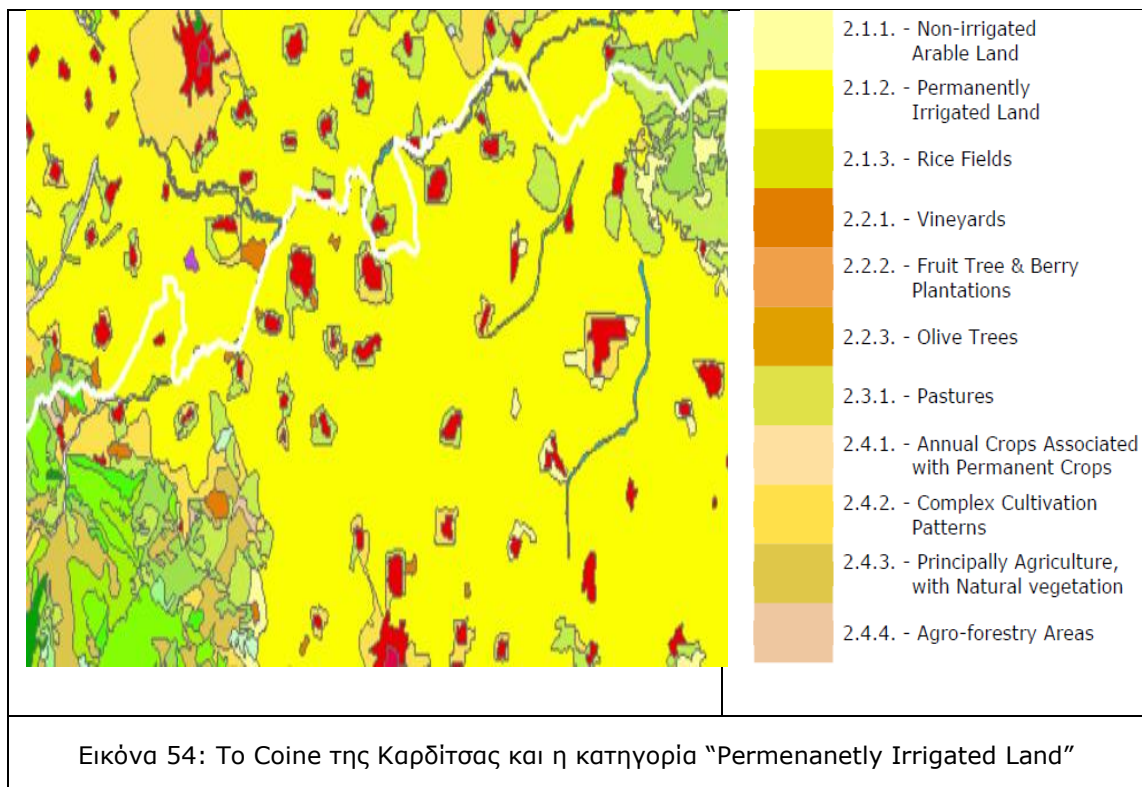 2.1.1. - Non-irrigated
Arable Land
2.1.2. - Permanently
Irrigated Land
2.1.3. - Rice Fields
2.2.1. - Vineyards
2.2.2. - Fruit Tree & Berry
Plantations
2.2.3. - Olive Trees
2.3.1. - Pastures
2.4.1. - Annual Crops Associated
with Permanent Crops
2.4.2. - Complex Cultivation
Patterns
2.4.3. - Principally Agriculture,
with Natural vegetation
2.4.4. - Agro-forestry Areas
Εικόνα 54: Το Coine της Καρδίτσας και η κατηγορία “Permenanetly Irrigated Land”